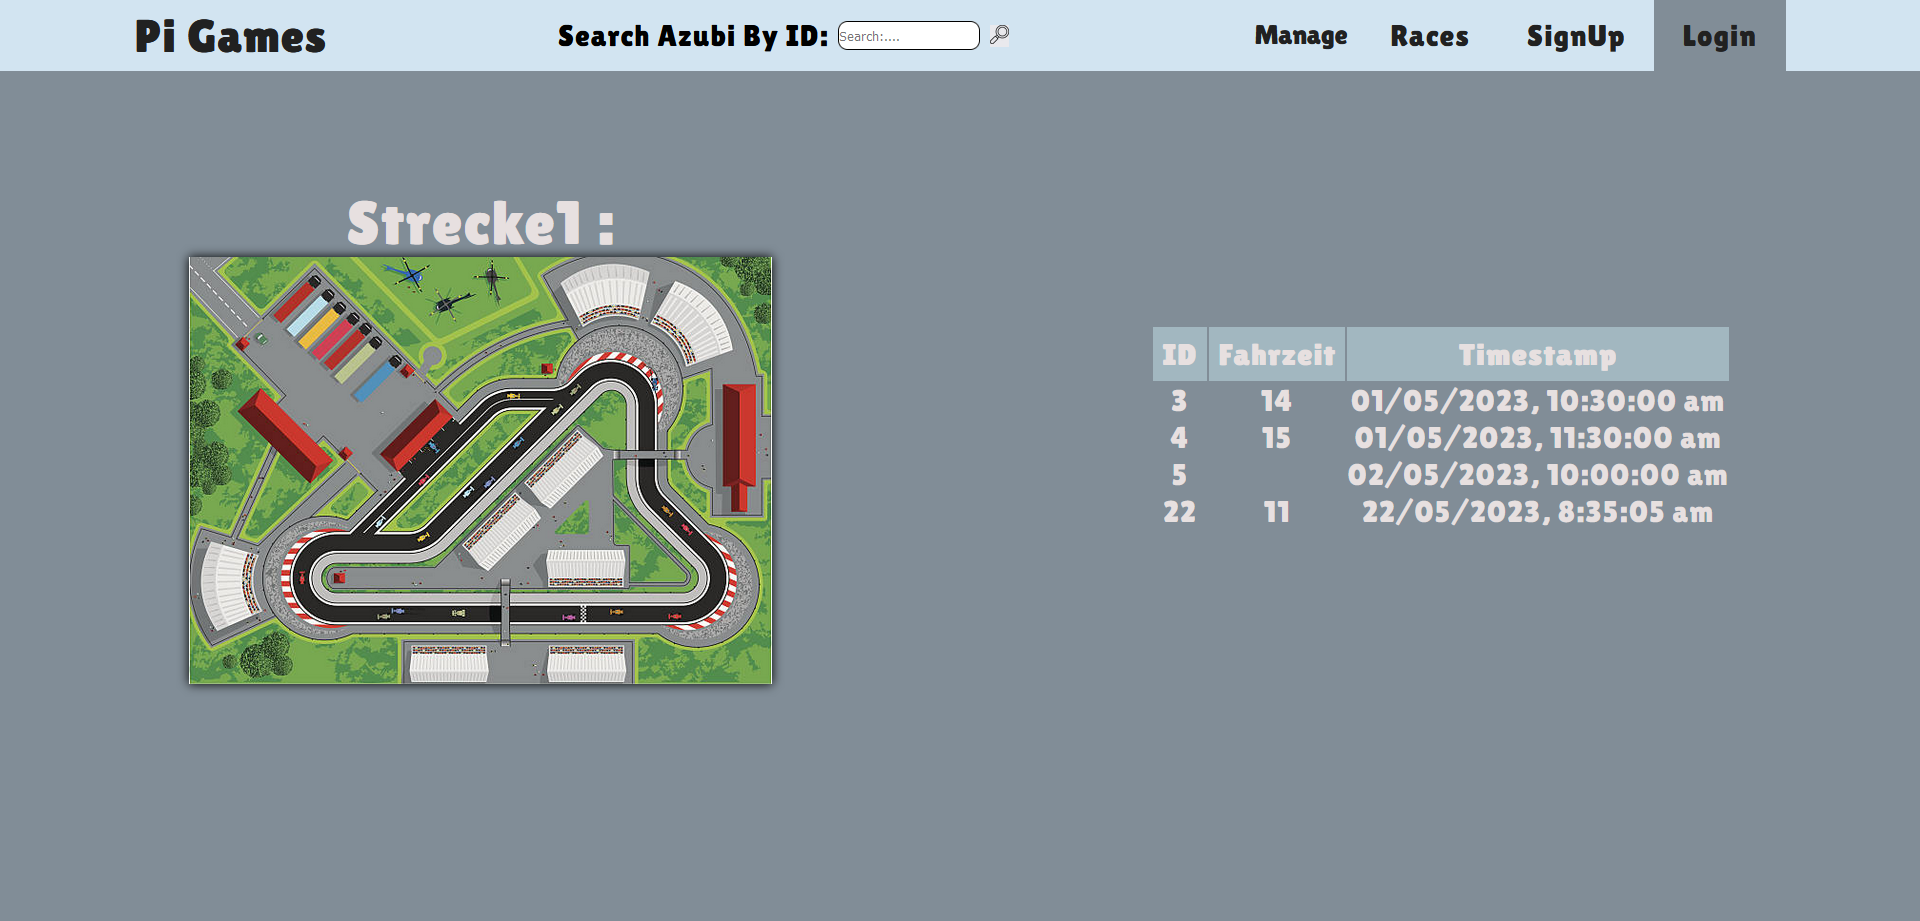 Pi Games
Search Azubi By ID: Search:....
Manage Races SignUp Login
Strecke1 :
ID Fahrzeit Timestamp
3 14 01/05/2023, 10:30:00 am
4 15 01/05/2023, 11:30:00 am
5 02/05/2023, 10:00:00 am
22 11 22/05/2023, 8:35:05 am